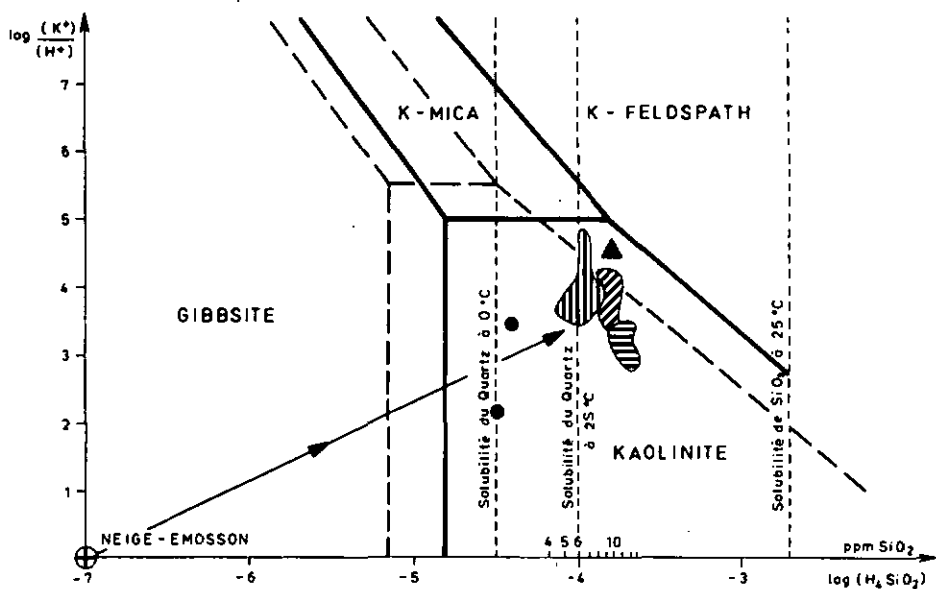 log (K⁺)
(H⁺)
7
6
5
4
3
2
1
K-MICA
K-FELDSPATH
GIBBSITE
KAOLINITE
Solubilité du Quartz à 0 °C
Solubilité du Quartz
à 25 °C
Solubilité de SiO₂ à 25 °C
NEIGE-EMOSSON
4 5 6 10
ppm SiO₂
-7 -6 -5 -4 -3
log (H₄SiO₂)